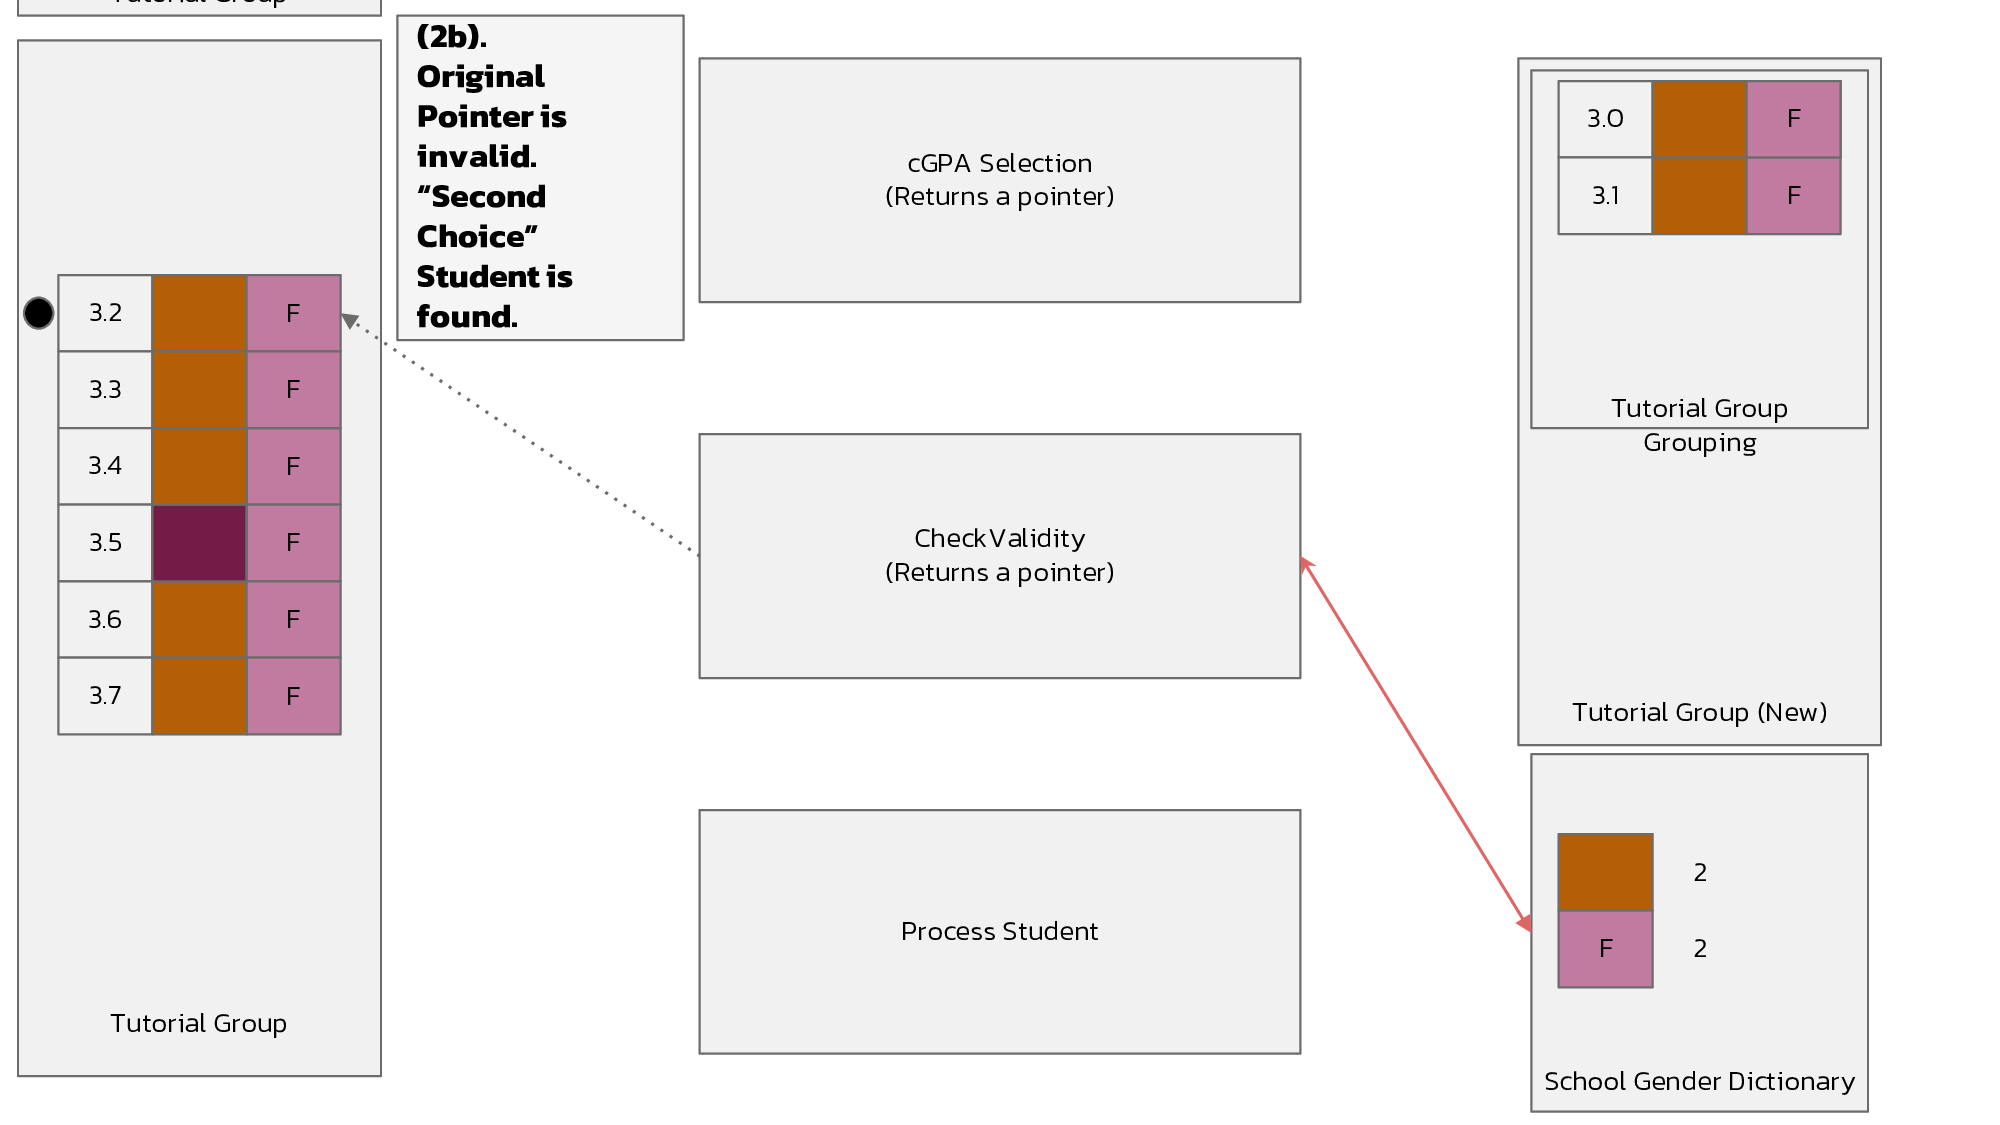 Tutorial Group
(2b).
Original
Pointer is
invalid.
“Second
Choice”
Student is
found.
3.2 F
3.3 F
3.4 F
3.5 F
3.6 F
3.7 F
Tutorial Group
cGPA Selection
(Returns a pointer)
CheckValidity
(Returns a pointer)
Process Student
3.0 F
3.1 F
Tutorial Group
Grouping
Tutorial Group (New)
2
F 2
School Gender Dictionary